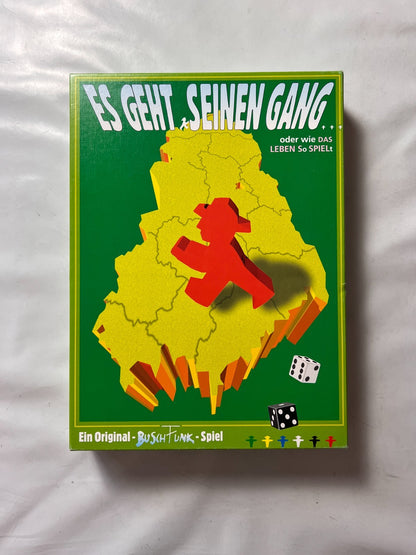 ES GEHT SEINEN GANG...
oder wie DAS
LEBEN So SPIELt
Ein Original-BUSCHFUNK-Spiel